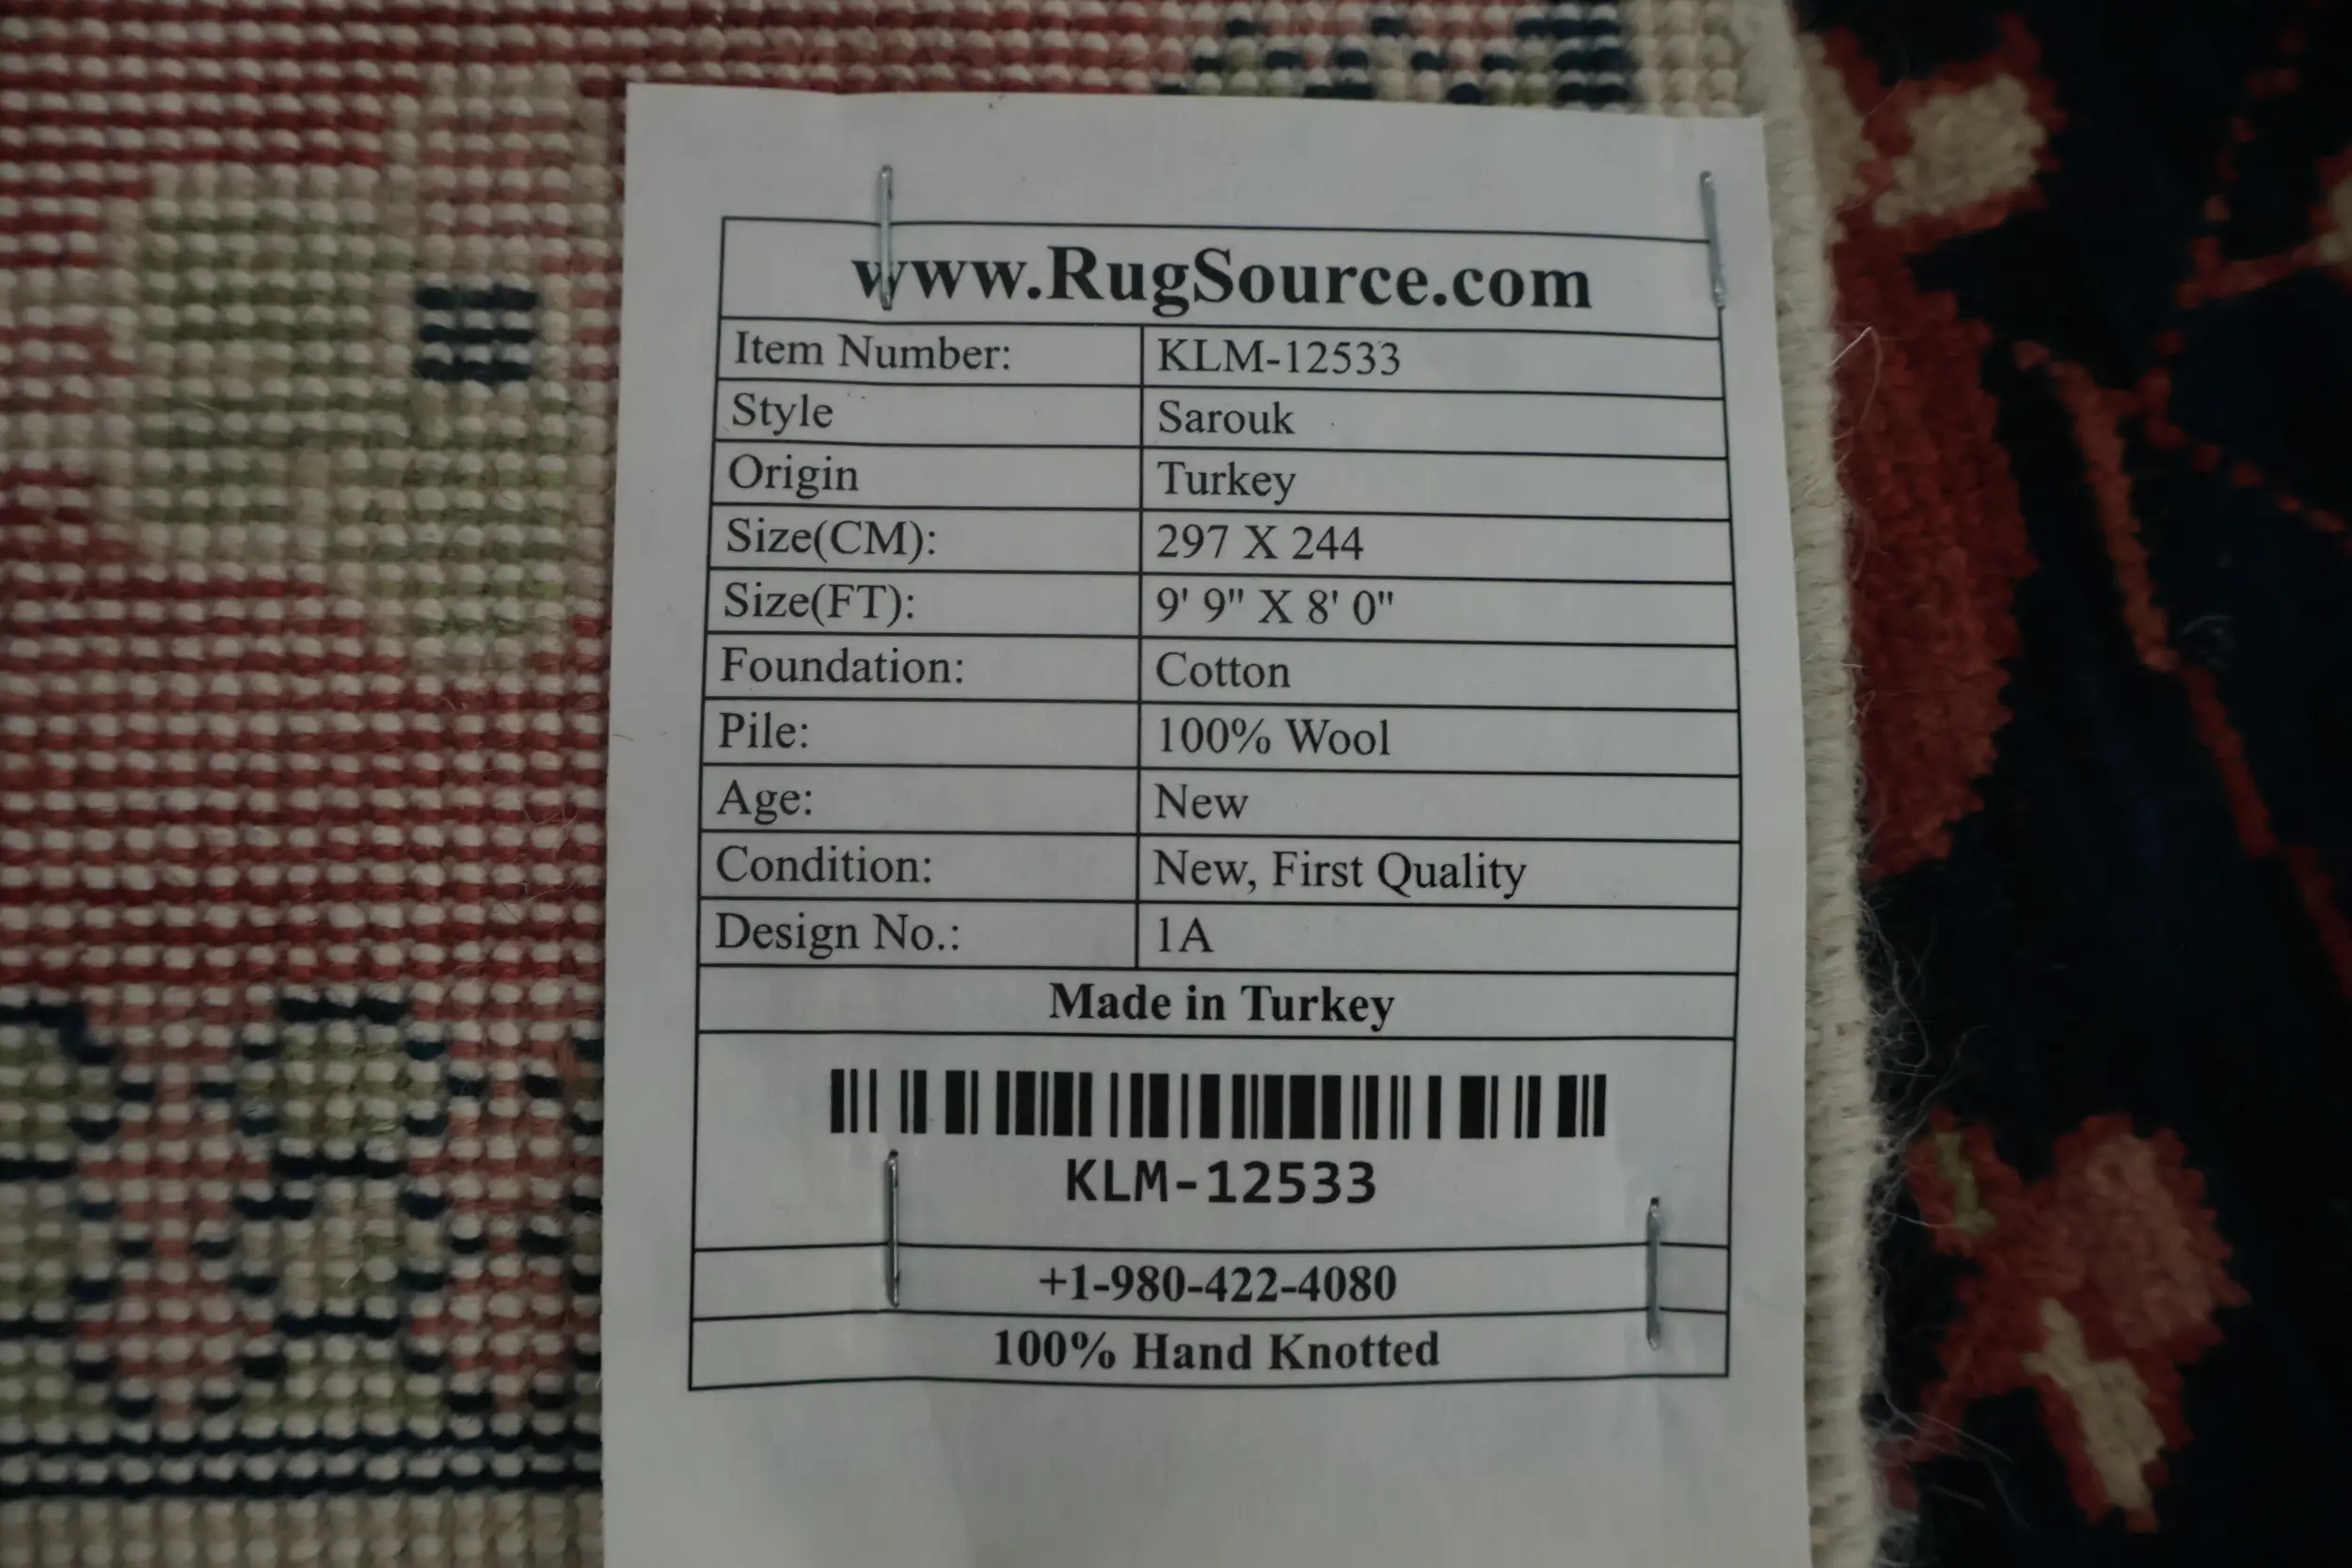 www.RugSource.com
Item Number: KLM-12533
Style Sarouk
Origin Turkey
Size(CM): 297 X 244
Size(FT): 9' 9" X 8' 0"
Foundation: Cotton
Pile: 100% Wool
Age: New
Condition: New, First Quality
Design No.: 1A
Made in Turkey
KLM-12533
+1-980-422-4080
100% Hand Knotted